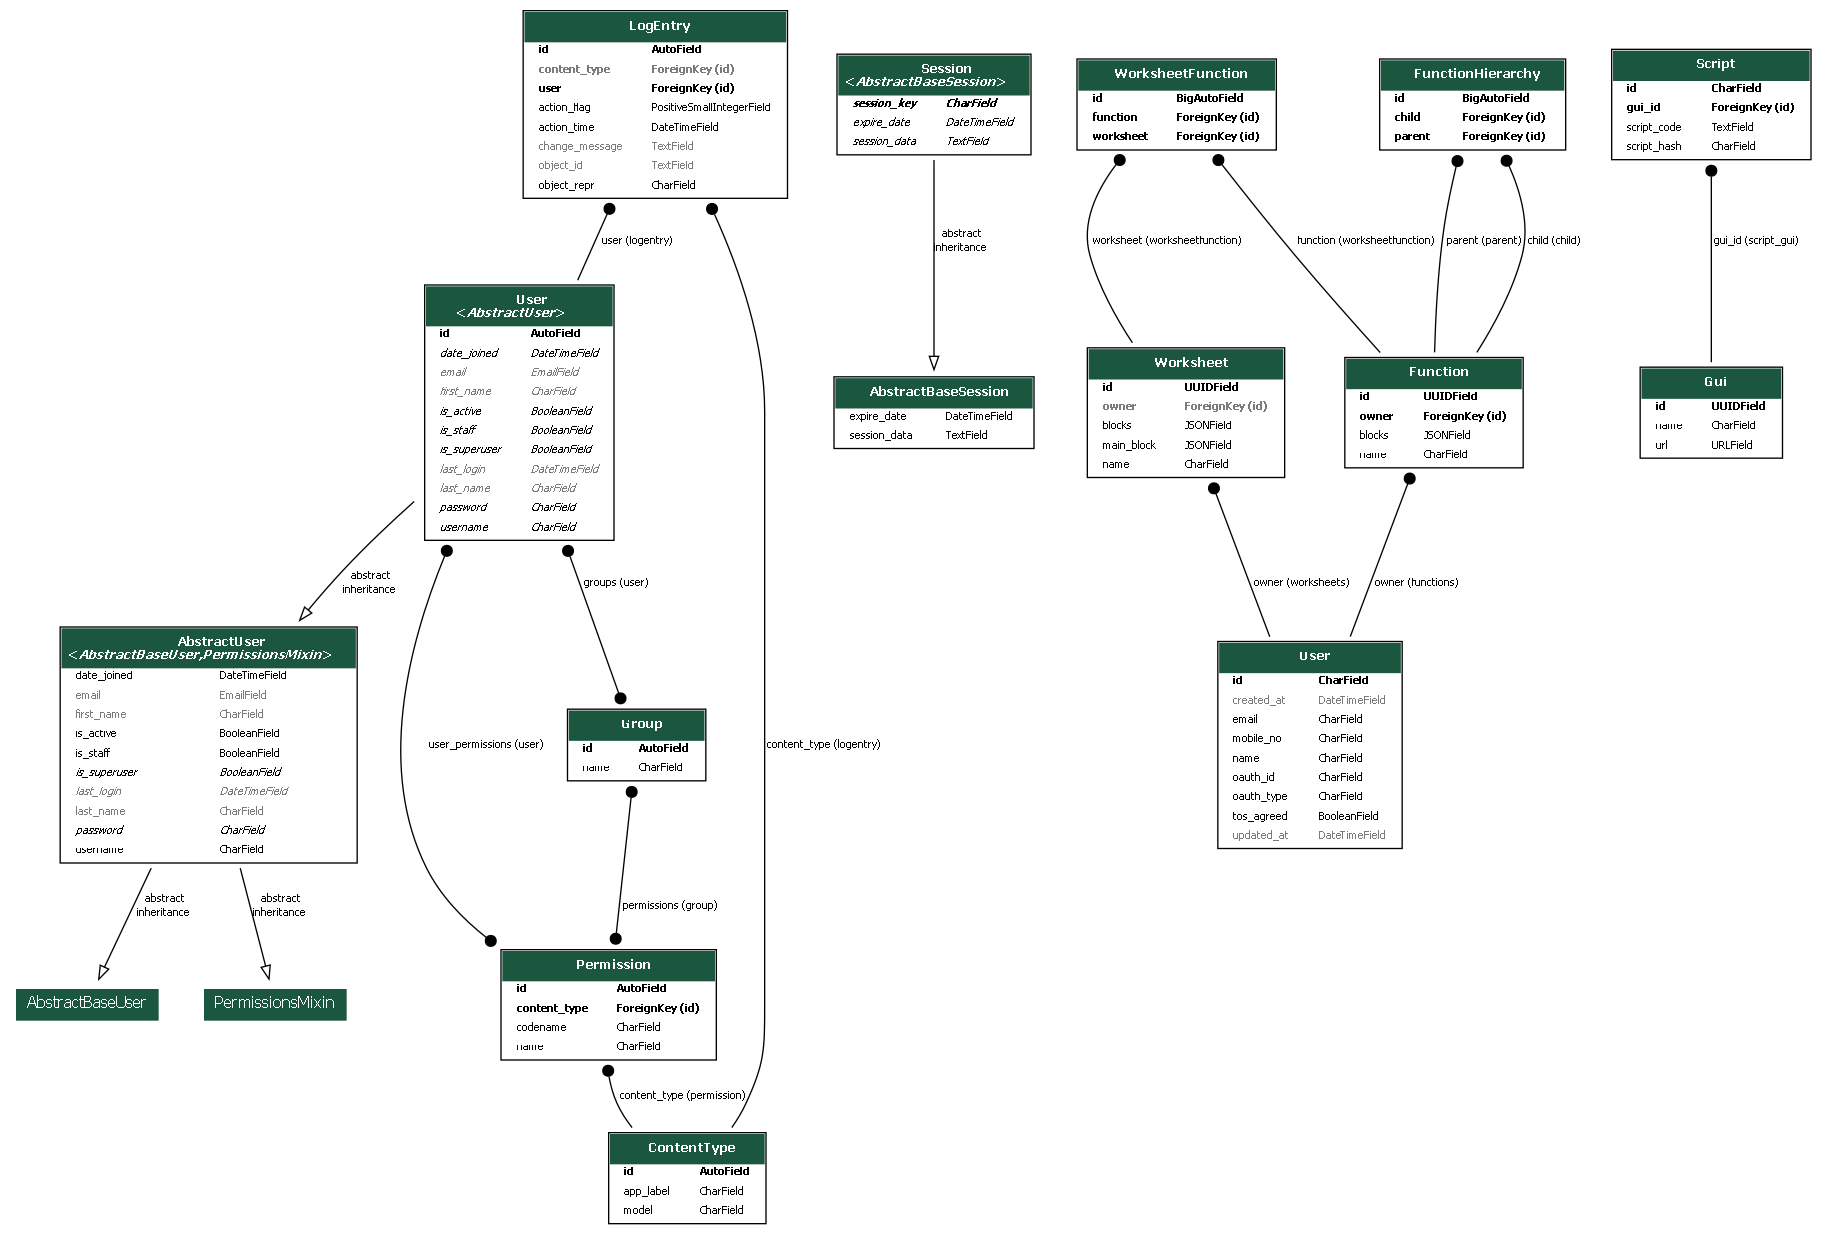 LogEntry
id AutoField
content_type ForeignKey (id)
user ForeignKey (id)
action_flag PositiveSmallIntegerField
action_time DateTimeField
change_message TextField
object_id TextField
object_repr CharField
Session
<AbstractBaseSession>
session_key CharField
expire_date DateTimeField
session_data TextField
WorksheetFunction
id BigAutoField
function ForeignKey (id)
worksheet ForeignKey (id)
FunctionHierarchy
id BigAutoField
child ForeignKey (id)
parent ForeignKey (id)
Script
id CharField
gui_id ForeignKey (id)
script_code TextField
script_hash CharField
user (logentry)
abstract
inheritance
worksheet (worksheetfunction)
function (worksheetfunction)
parent (parent)
child (child)
gui_id (script_gui)
User
<AbstractUser>
id AutoField
date_joined DateTimeField
email EmailField
first_name CharField
is_active BooleanField
is_staff BooleanField
is_superuser BooleanField
last_login DateTimeField
last_name CharField
password CharField
username CharField
AbstractBaseSession
expire_date DateTimeField
session_data TextField
Worksheet
id UUIDField
owner ForeignKey (id)
blocks JSONField
main_block JSONField
name CharField
Function
id UUIDField
owner ForeignKey (id)
blocks JSONField
name CharField
Gui
id UUIDField
name CharField
url URLField
abstract
inheritance
groups (user)
owner (worksheets)
owner (functions)
AbstractUser
<AbstractBaseUser,PermissionsMixin>
date_joined DateTimeField
email EmailField
first_name CharField
is_active BooleanField
is_staff BooleanField
is_superuser BooleanField
last_login DateTimeField
last_name CharField
password CharField
username CharField
user_permissions (user)
Group
id AutoField
name CharField
content_type (logentry)
User
id CharField
created_at DateTimeField
email CharField
mobile_no CharField
name CharField
oauth_id CharField
oauth_type CharField
tos_agreed BooleanField
updated_at DateTimeField
abstract
inheritance
abstract
inheritance
permissions (group)
AbstractBaseUser
PermissionsMixin
Permission
id AutoField
content_type ForeignKey (id)
codename CharField
name CharField
content_type (permission)
ContentType
id AutoField
app_label CharField
model CharField